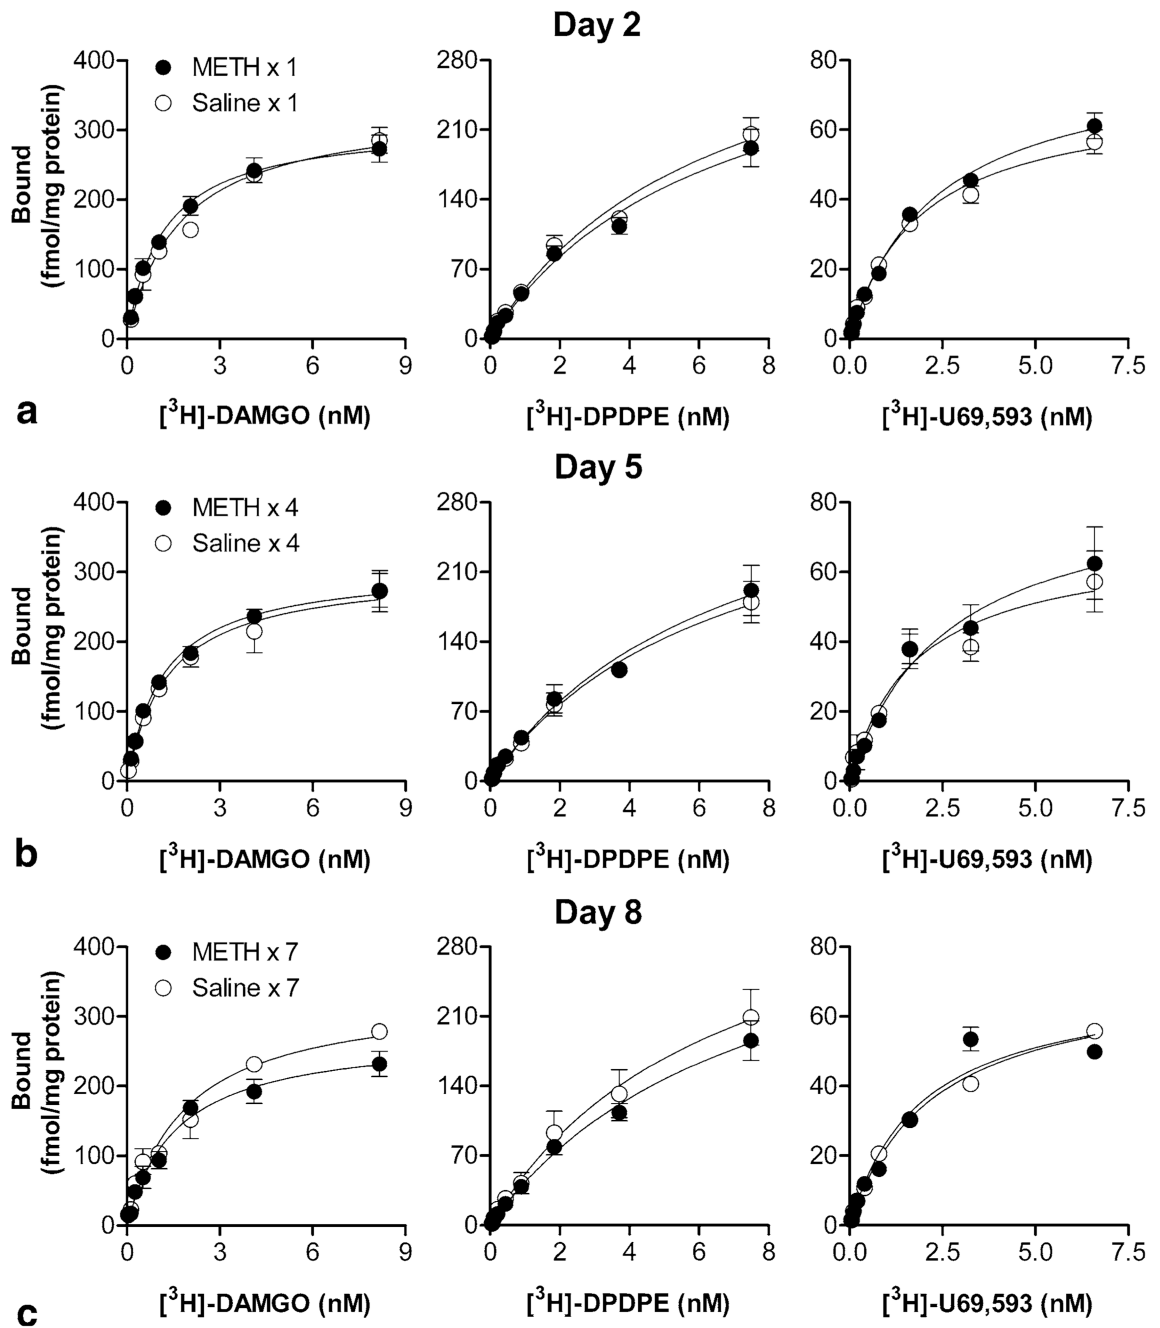 Day 2
Bound
(fmol/mg protein)
400
300
200
100
0
METH x 1
Saline x 1
0 3 6 9
[³H]-DAMGO (nM)
280
210
140
70
0
0 2 4 6 8
[³H]-DPDPE (nM)
80
60
40
20
0
0.0 2.5 5.0 7.5
[³H]-U69,593 (nM)
a
Day 5
Bound
(fmol/mg protein)
400
300
200
100
0
METH x 4
Saline x 4
0 3 6 9
[³H]-DAMGO (nM)
280
210
140
70
0
0 2 4 6 8
[³H]-DPDPE (nM)
80
60
40
20
0
0.0 2.5 5.0 7.5
[³H]-U69,593 (nM)
b
Day 8
Bound
(fmol/mg protein)
400
300
200
100
0
METH x 7
Saline x 7
0 3 6 9
[³H]-DAMGO (nM)
280
210
140
70
0
0 2 4 6 8
[³H]-DPDPE (nM)
80
60
40
20
0
0.0 2.5 5.0 7.5
[³H]-U69,593 (nM)
c